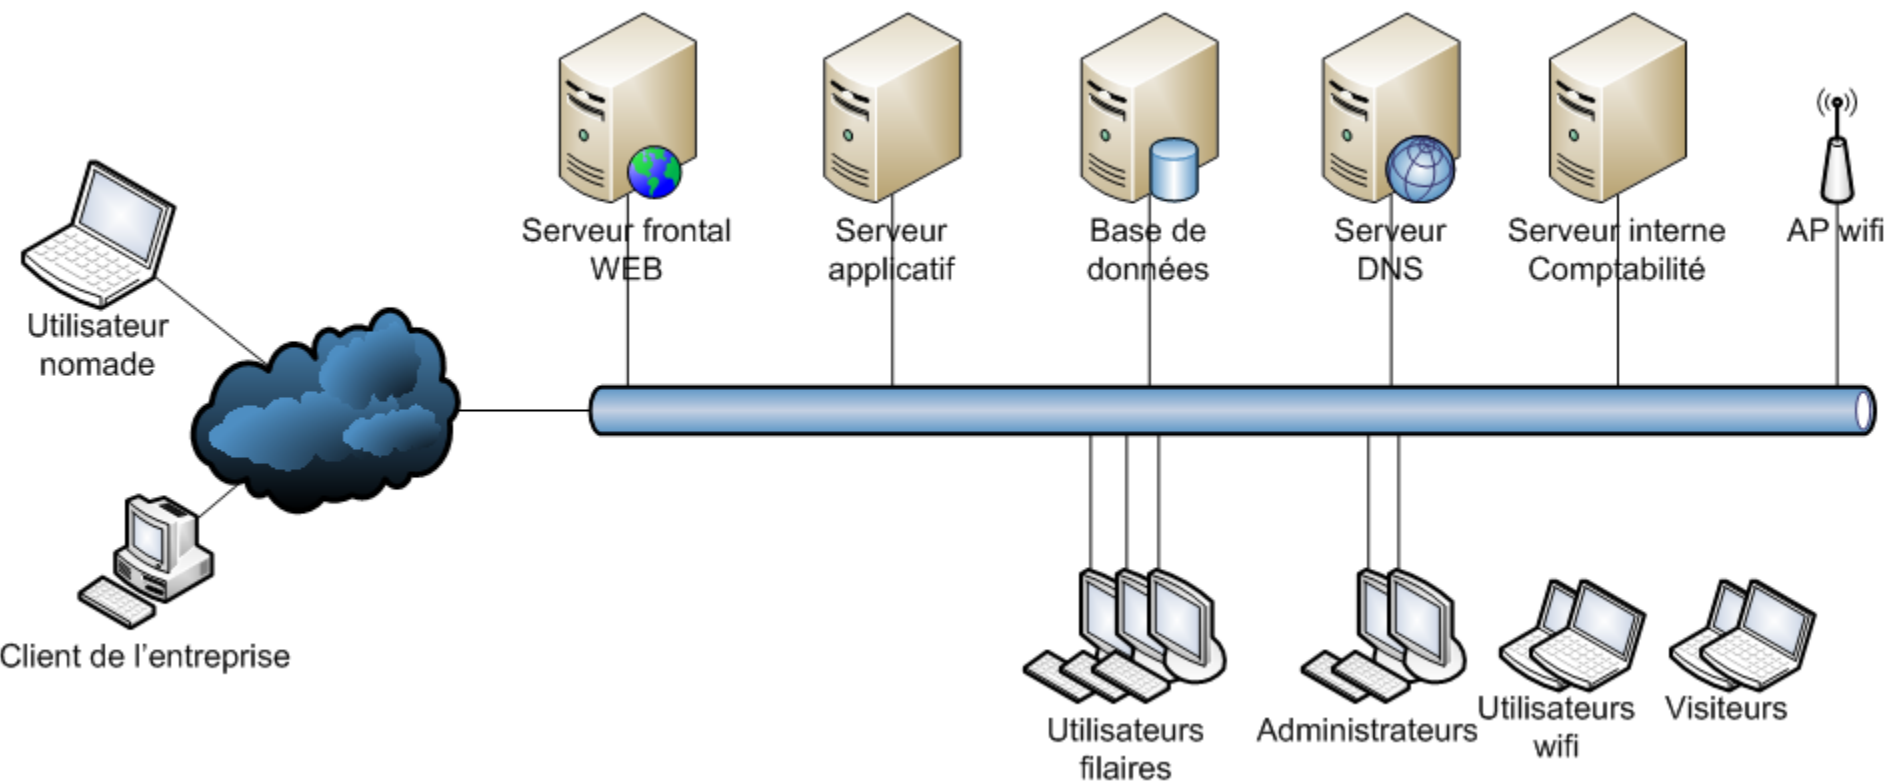 Serveur frontal
WEB
Serveur
applicatif
Base de
données
Serveur
DNS
Serveur interne
Comptabilité
AP wifi
Utilisateur
nomade
Client de l'entreprise
Utilisateurs
filaires
Administrateurs
Utilisateurs
wifi
Visiteurs